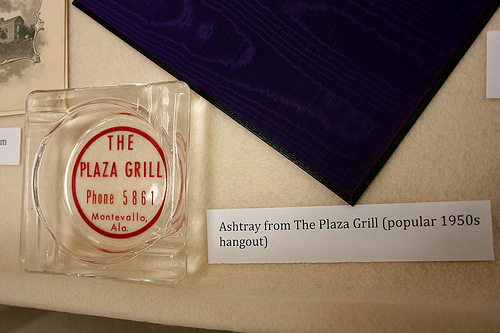 THE
PLAZA GRILL
Phone 5861
Montevallo,
Ala.
Ashtray from The Plaza Grill (popular 1950s
hangout)